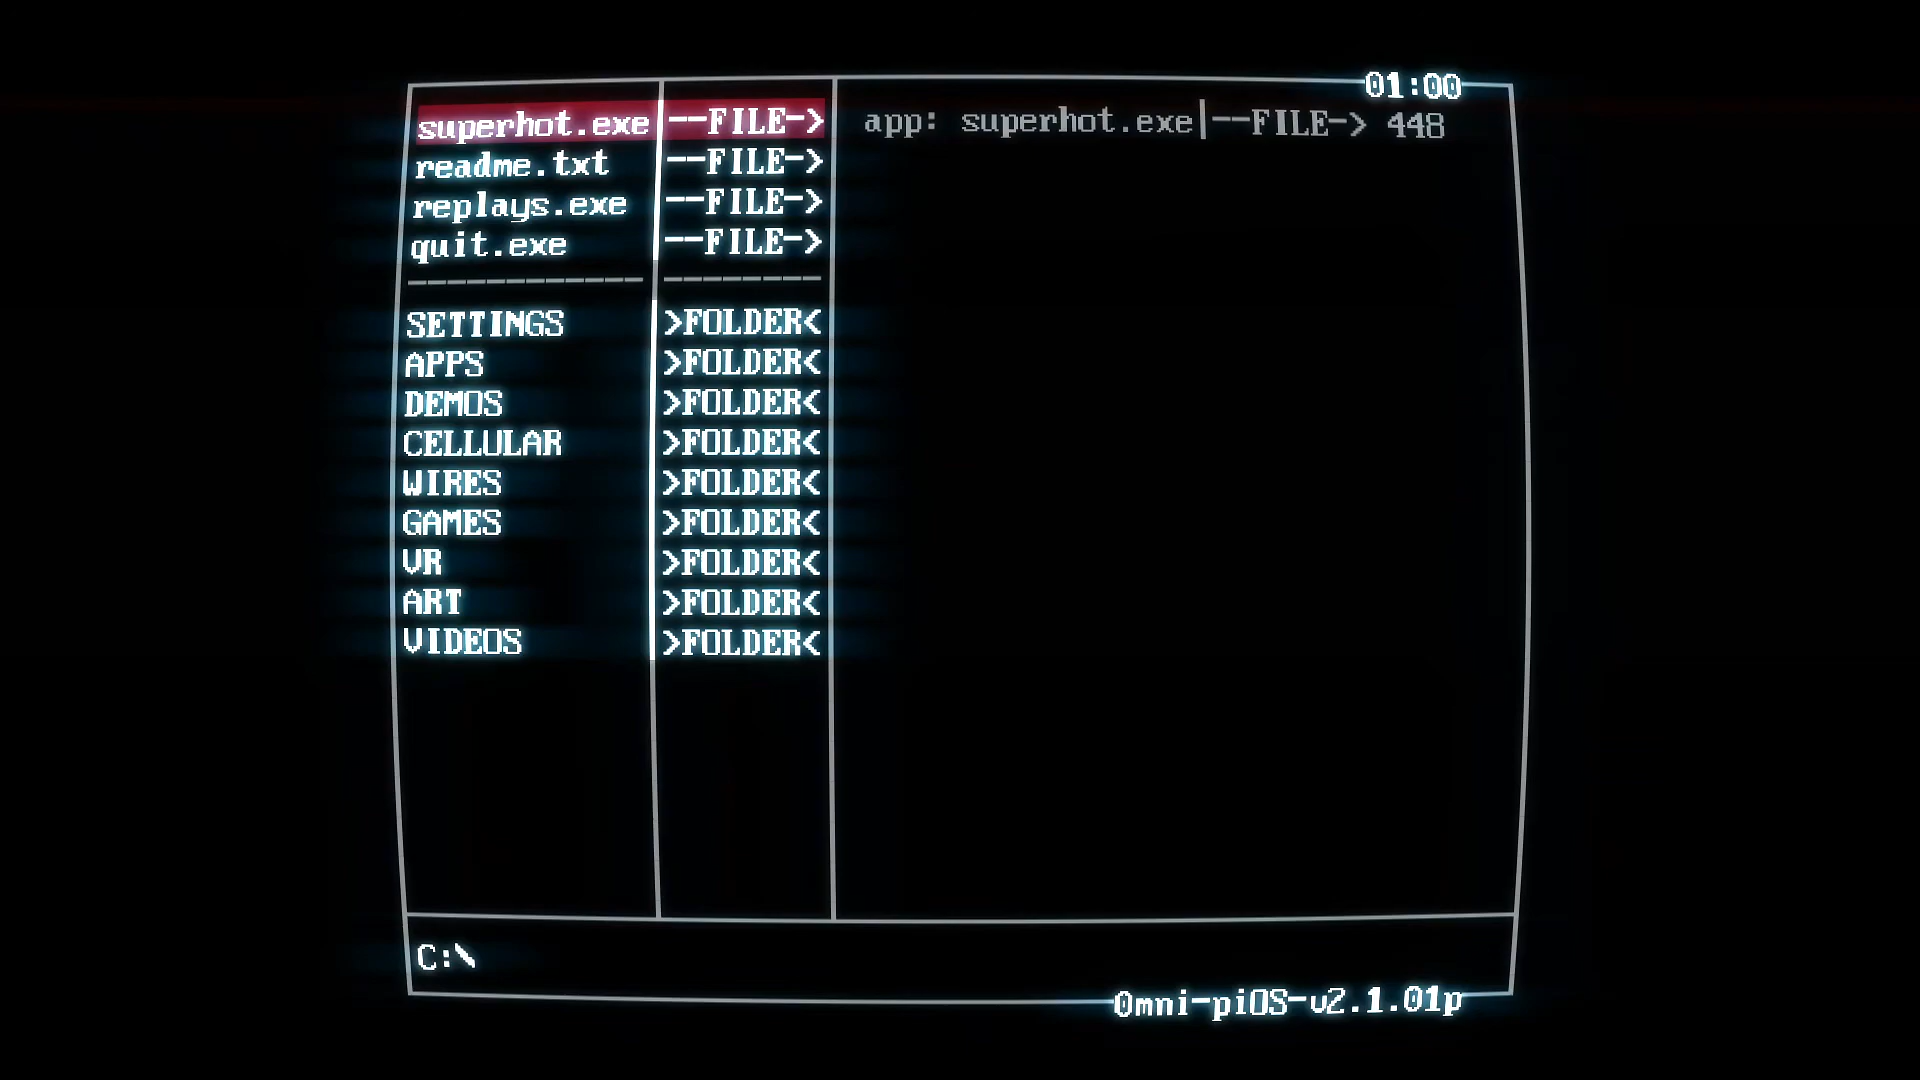 01:00
superhot.exe|--FILE-> app: superhot.exe|--FILE-> 448
readme.txt |--FILE->
replays.exe |--FILE->
quit.exe |--FILE->
------------ --------
SETTINGS |>FOLDER<
APPS |>FOLDER<
DEMOS |>FOLDER<
CELLULAR |>FOLDER<
WIRES |>FOLDER<
GAMES |>FOLDER<
VR |>FOLDER<
ART |>FOLDER<
VIDEOS |>FOLDER<
C:\
0mni-piOS-v2.1.01p